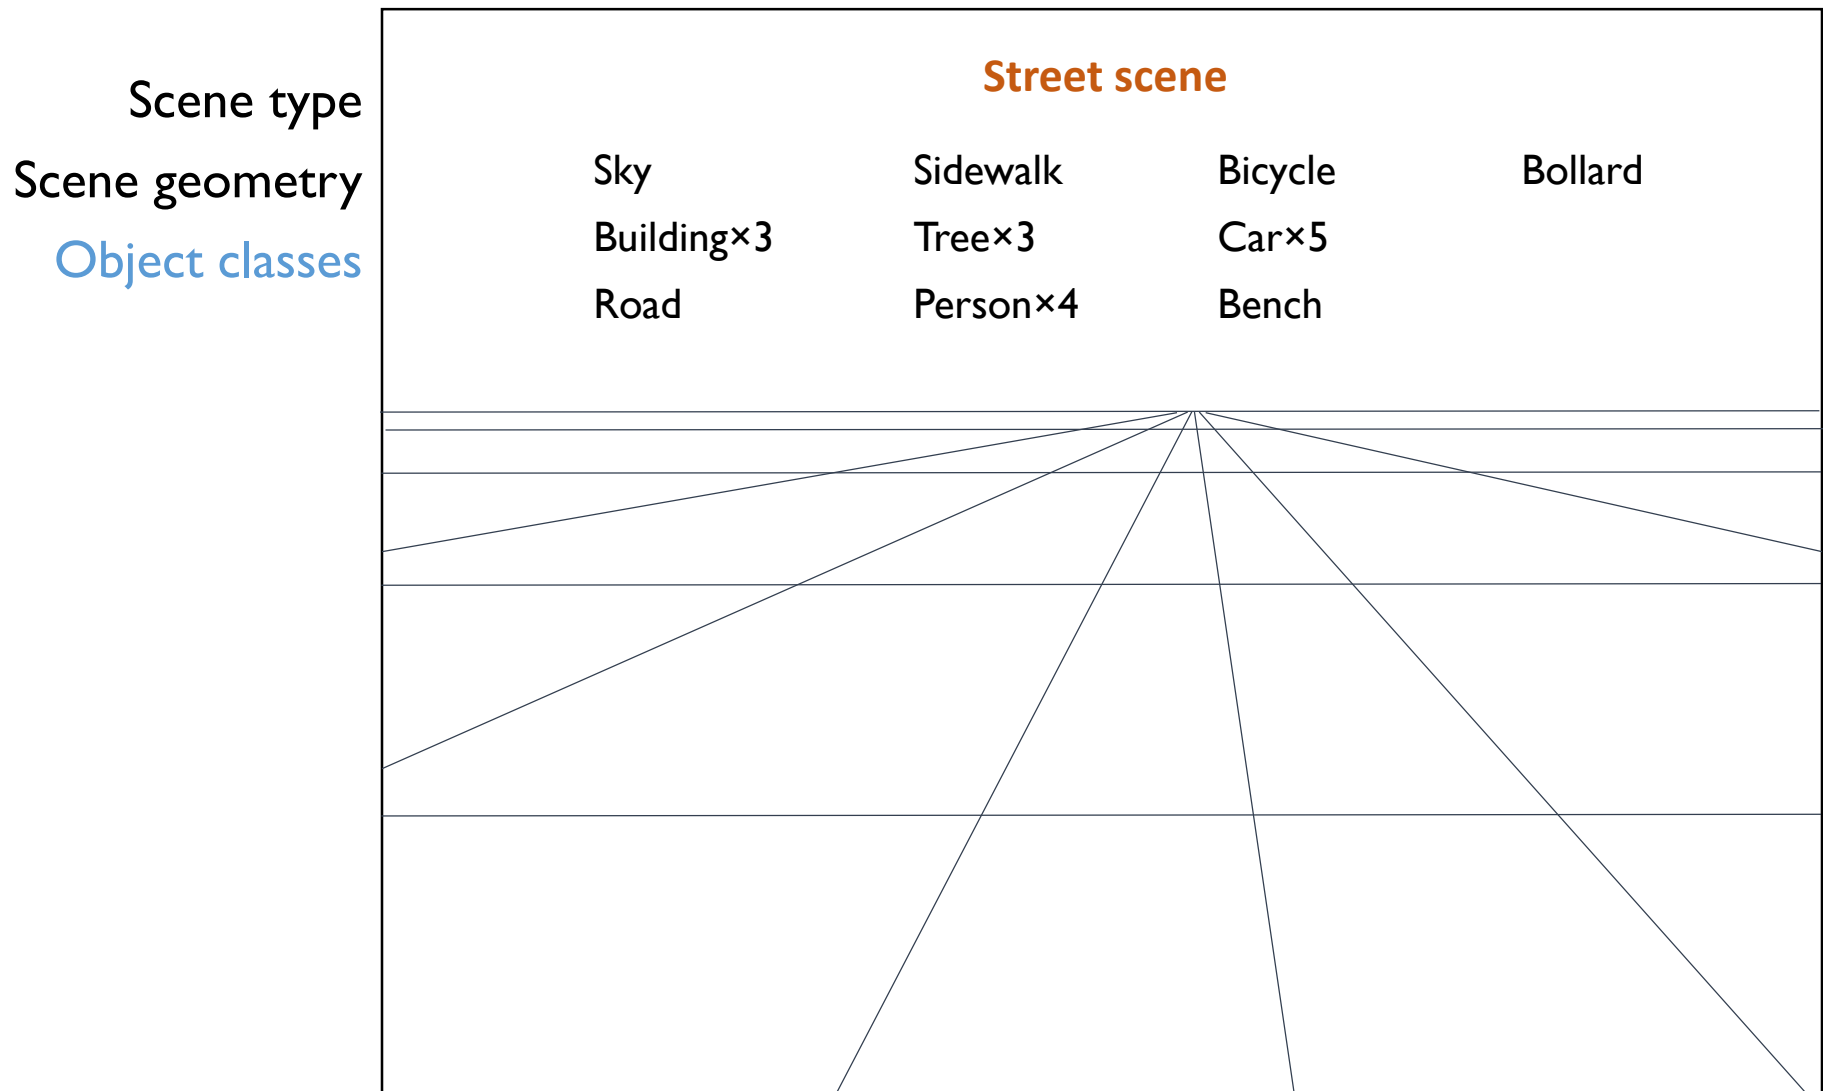 Scene type
Scene geometry
Object classes
Street scene
Sky
Sidewalk
Bicycle
Bollard
Building×3
Tree×3
Car×5
Road
Person×4
Bench